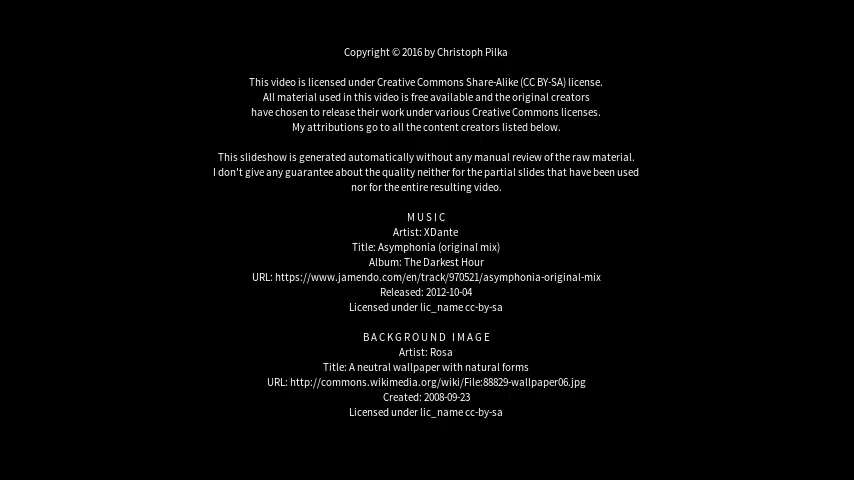 Copyright © 2016 by Christoph Pilka
This video is licensed under Creative Commons Share-Alike (CC BY-SA) license.
All material used in this video is free available and the original creators
have chosen to release their work under various Creative Commons licenses.
My attributions go to all the content creators listed below.
This slideshow is generated automatically without any manual review of the raw material.
I don't give any guarantee about the quality neither for the partial slides that have been used
nor for the entire resulting video.
M U S I C
Artist: XDante
Title: Asymphonia (original mix)
Album: The Darkest Hour
URL: https://www.jamendo.com/en/track/970521/asymphonia-original-mix
Released: 2012-10-04
Licensed under lic_name cc-by-sa
B A C K G R O U N D   I M A G E
Artist: Rosa
Title: A neutral wallpaper with natural forms
URL: http://commons.wikimedia.org/wiki/File:88829-wallpaper06.jpg
Created: 2008-09-23
Licensed under lic_name cc-by-sa